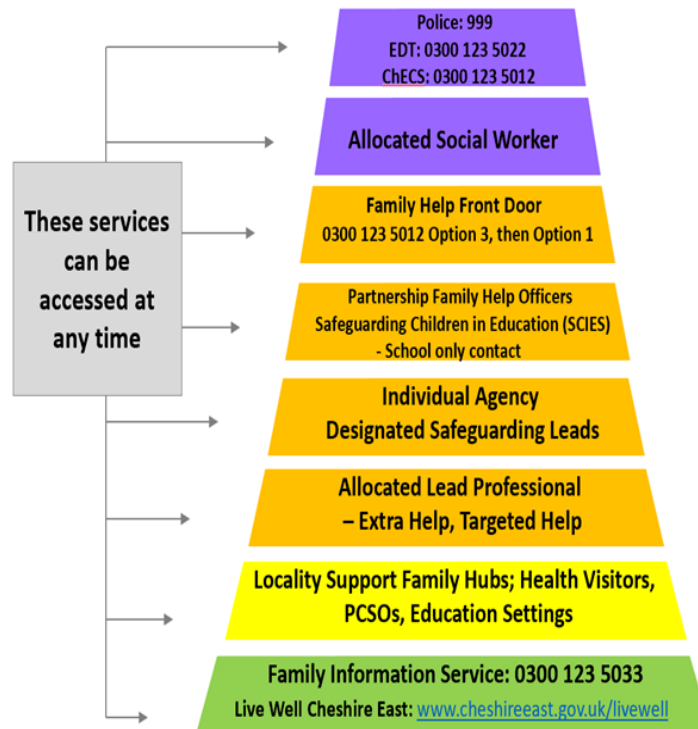 Police: 999
EDT: 0300 123 5022
ChECS: 0300 123 5012
Allocated Social Worker
These services
can be
accessed at
any time
Family Help Front Door
0300 123 5012 Option 3, then Option 1
Partnership Family Help Officers
Safeguarding Children in Education (SCIES)
- School only contact
Individual Agency
Designated Safeguarding Leads
Allocated Lead Professional
– Extra Help, Targeted Help
Locality Support Family Hubs; Health Visitors,
PCSOs, Education Settings
Family Information Service: 0300 123 5033
Live Well Cheshire East: www.cheshireeast.gov.uk/livewell